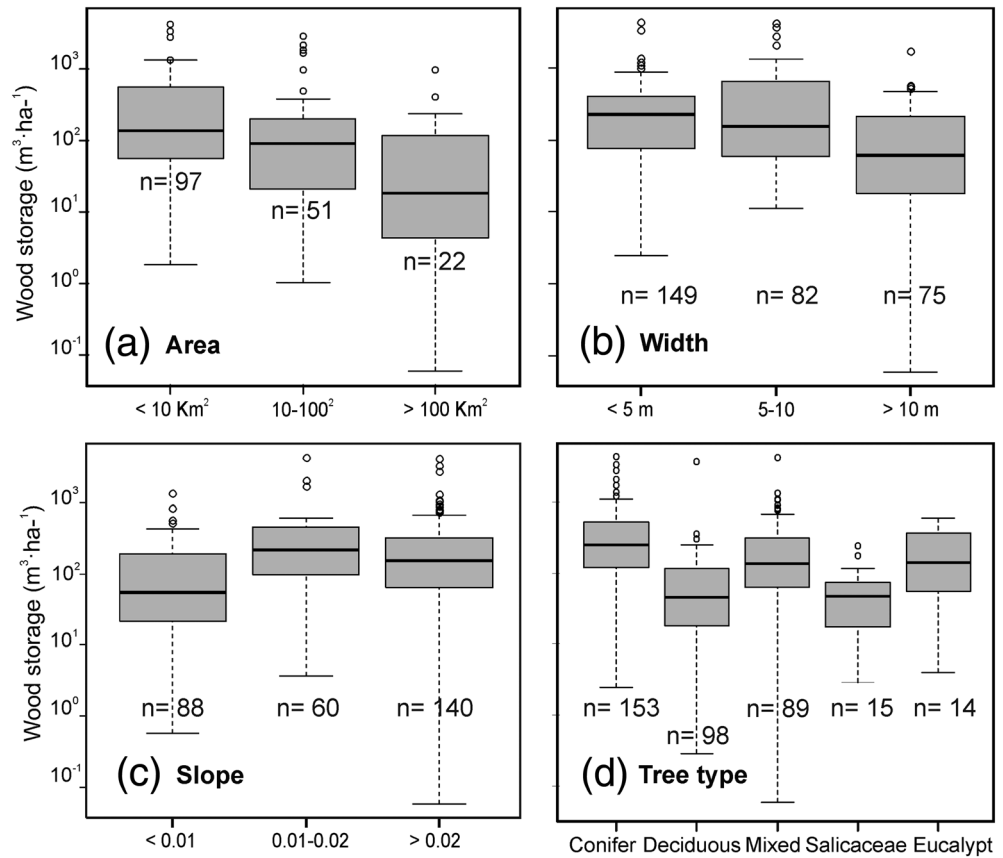 Wood storage (m³·ha-¹)
10³
10²
10¹
10⁰
10-¹
n= 97
n= 51
n= 22
(a) Area
< 10 Km²
10-100²
> 100 Km²
n= 149
n= 82
n= 75
(b) Width
< 5 m
5-10
> 10 m
Wood storage (m³·ha-¹)
10³
10²
10¹
10⁰
10-¹
n= 88
n= 60
n= 140
(c) Slope
< 0.01
0.01-0.02
> 0.02
n= 153
n= 98
n= 89
n= 15
n= 14
(d) Tree type
Conifer Deciduous Mixed Salicaceae Eucalypt